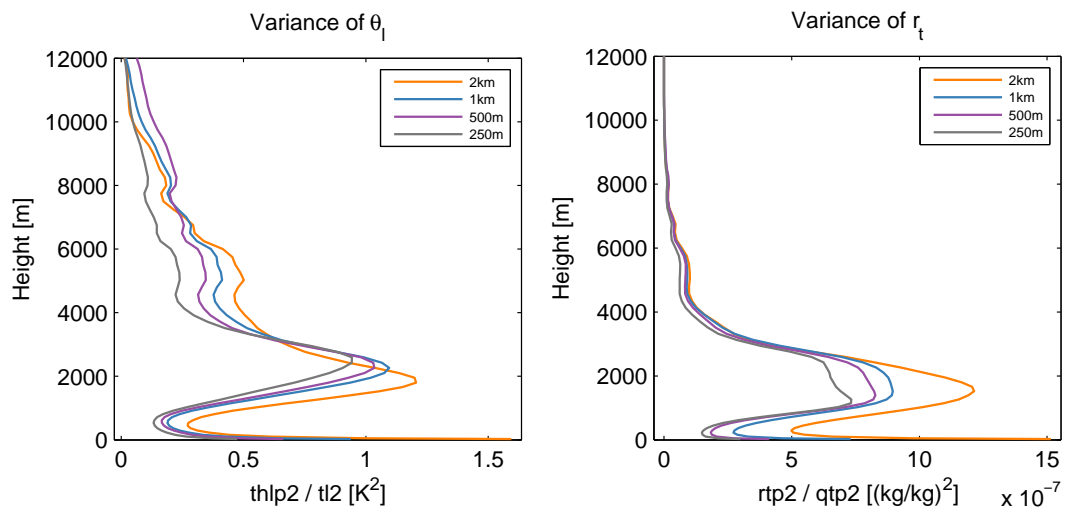 Variance of θ_l
12000
10000
8000
6000
4000
2000
0
Height [m]
0
0.5
1
1.5
thlp2 / tl2 [K²]
2km
1km
500m
250m
Variance of r_t
12000
10000
8000
6000
4000
2000
0
Height [m]
0
5
10
15
rtp2 / qtp2 [(kg/kg)²]
x 10⁻⁷
2km
1km
500m
250m